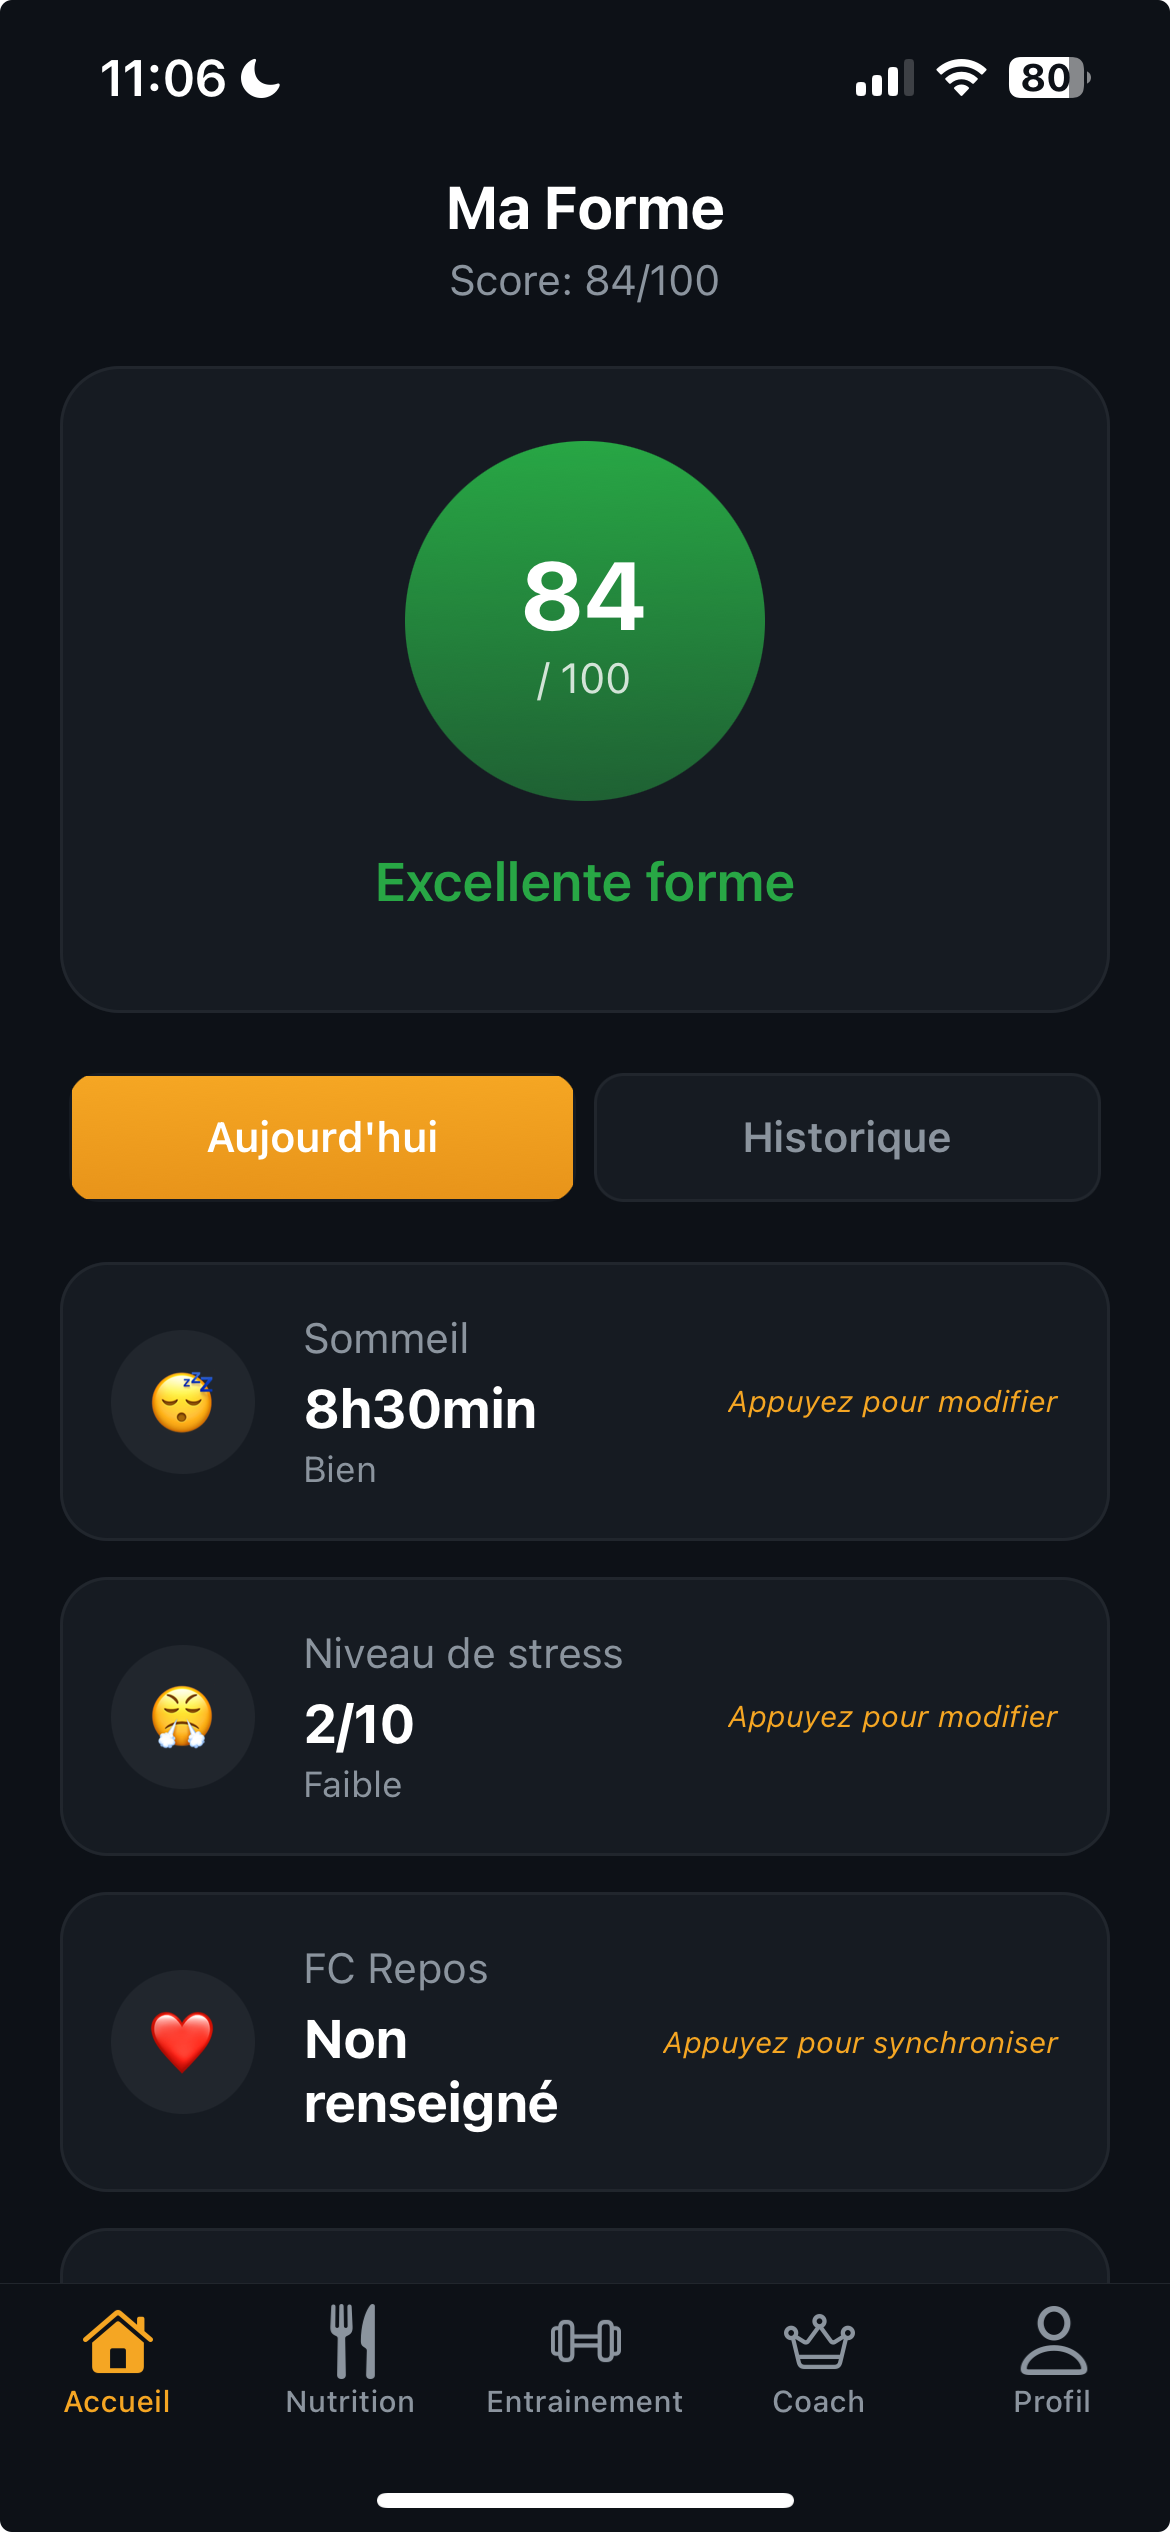 11:06
80
Ma Forme
Score: 84/100
84
/ 100
Excellente forme
Aujourd'hui
Historique
Sommeil
8h30min
Bien
Appuyez pour modifier
Niveau de stress
2/10
Faible
Appuyez pour modifier
FC Repos
Non
renseigné
Appuyez pour synchroniser
Accueil
Nutrition
Entrainement
Coach
Profil